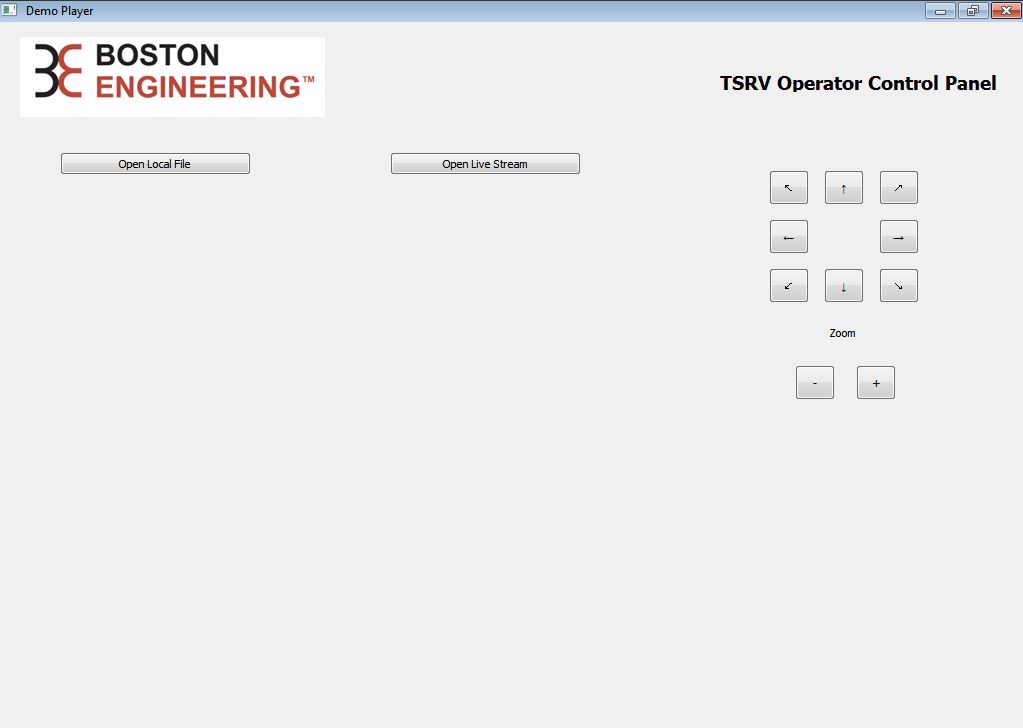 Demo Player
BOSTON
ENGINEERING™
TSRV Operator Control Panel
Open Local File
Open Live Stream
↖ ↑ ↗
← →
↙ ↓ ↘
Zoom
- +